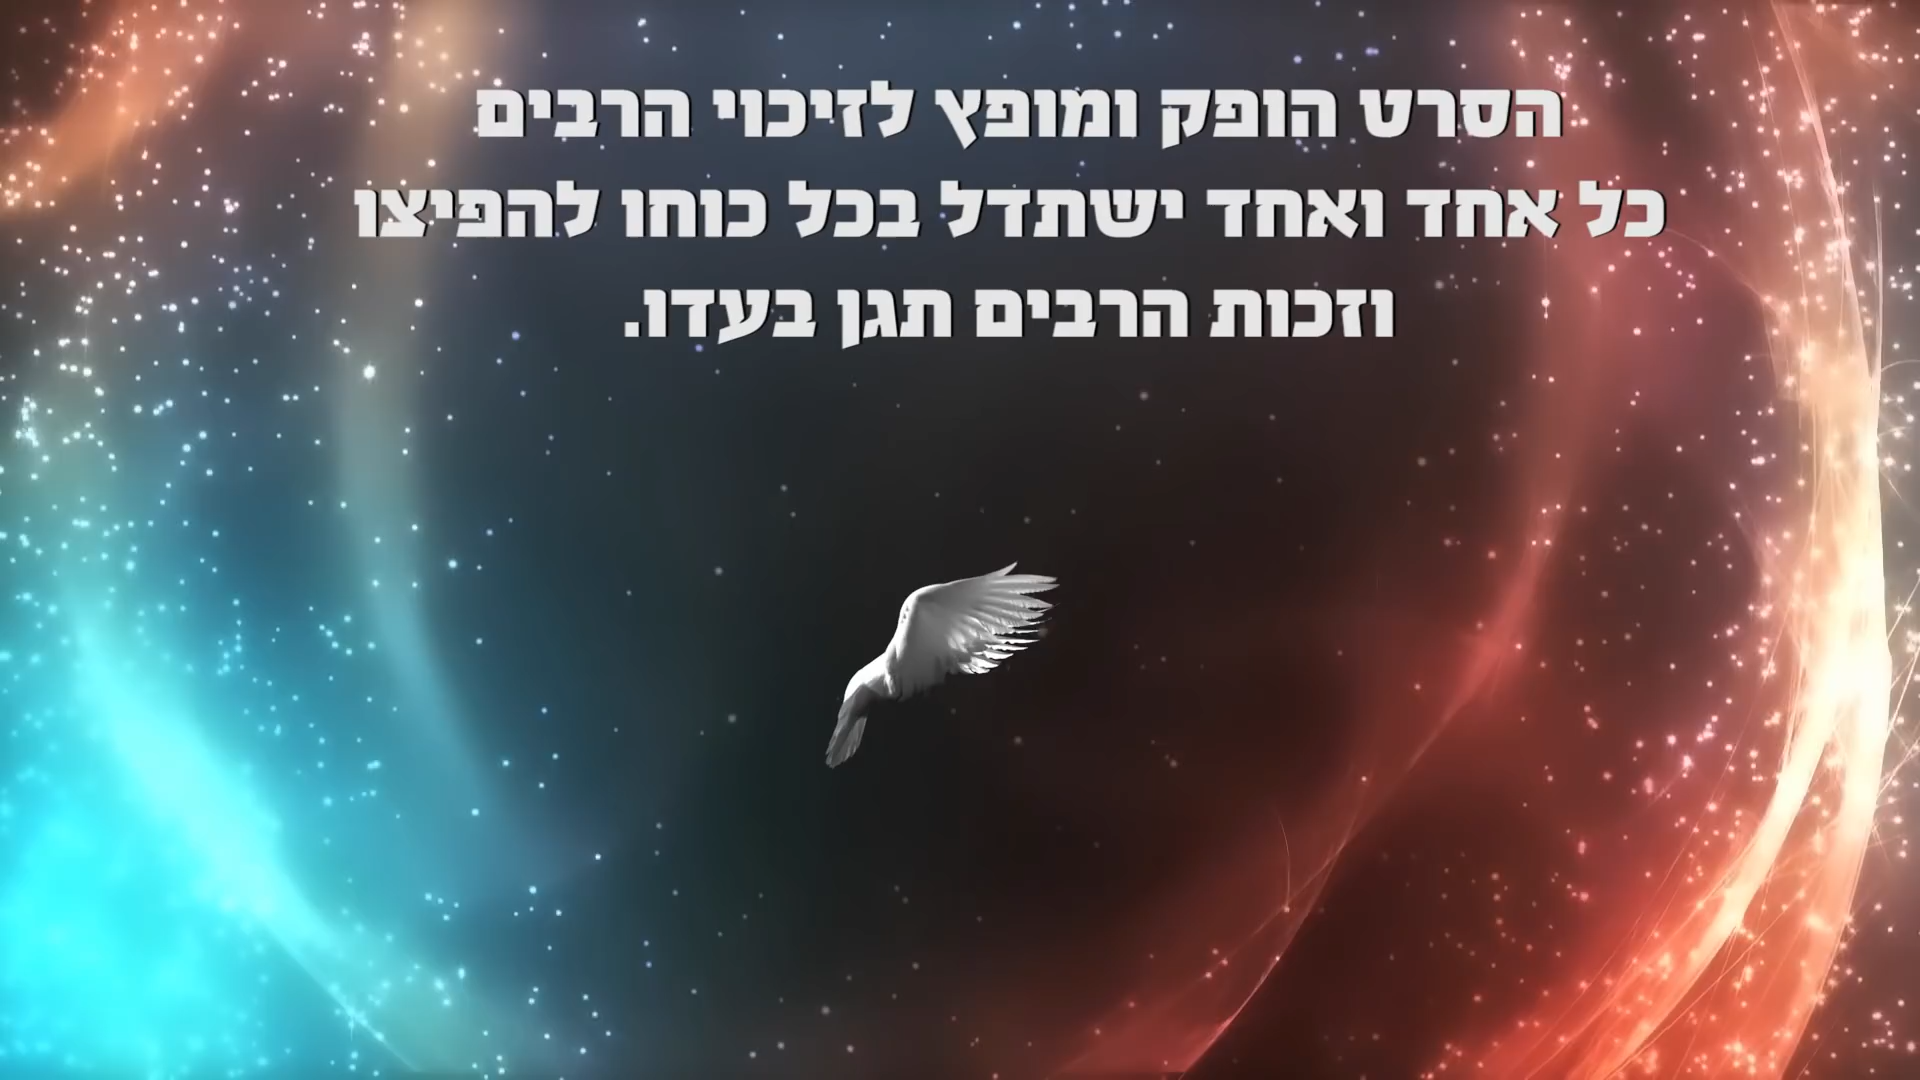 הסרט הופק ומופץ לזיכוי הרבים
כל אחד ואחד ישתדל בכל כוחו להפיצו
וזכות הרבים תגן בעדו.